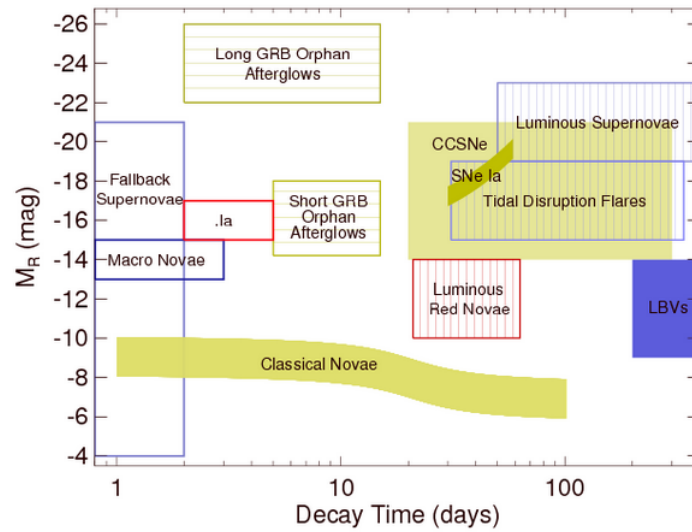 -26
-24
-22
-20
-18
-16
-14
-12
-10
-8
-6
-4
M_R (mag)
Long GRB Orphan
Afterglows
Luminous Supernovae
CCSNe
SNe Ia
Tidal Disruption Flares
Fallback
Supernovae
.Ia
Short GRB
Orphan
Afterglows
Macro Novae
Luminous
Red Novae
LBVs
Classical Novae
1
10
100
Decay Time (days)